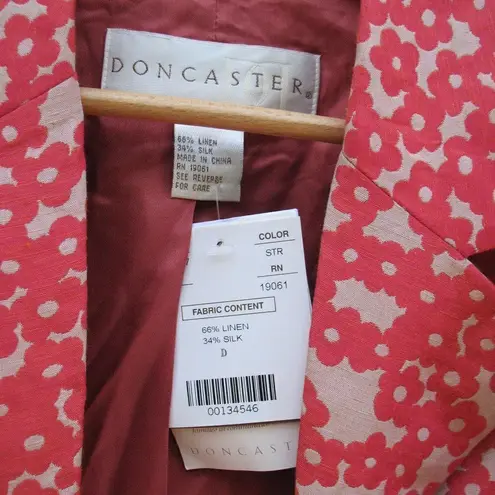 DONCASTER®
66% LINEN
34% SILK
MADE IN CHINA
RN 19061
SEE REVERSE
FOR CARE
COLOR
STR
RN
19061
FABRIC CONTENT
66% LINEN
34% SILK
D
00134546
DONCAST